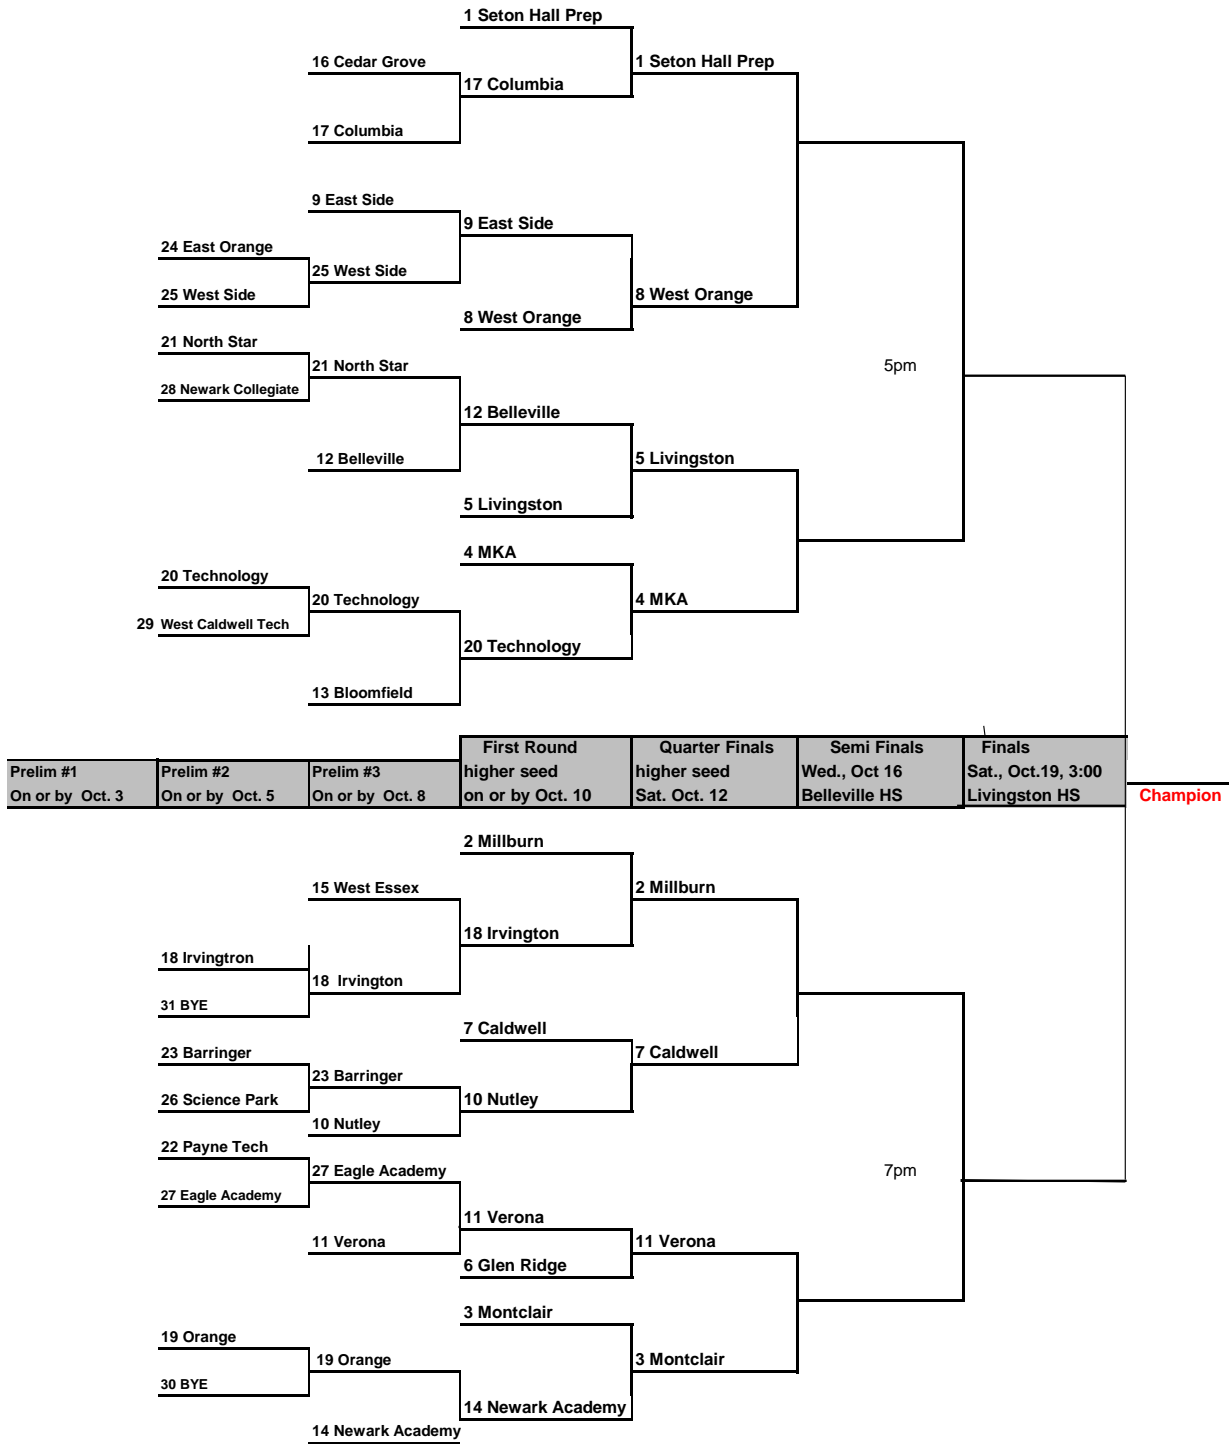 1 Seton Hall Prep
16 Cedar Grove
1 Seton Hall Prep
17 Columbia
17 Columbia
9 East Side
9 East Side
24 East Orange
25 West Side
25 West Side
8 West Orange
8 West Orange
21 North Star
21 North Star
5pm
28 Newark Collegiate
12 Belleville
12 Belleville
5 Livingston
5 Livingston
4 MKA
20 Technology
20 Technology
4 MKA
29 West Caldwell Tech
20 Technology
13 Bloomfield
First Round
Quarter Finals
Semi Finals
Finals
Prelim #1
Prelim #2
Prelim #3
higher seed
higher seed
Wed., Oct 16
Sat., Oct.19, 3:00
On or by Oct. 3
On or by Oct. 5
On or by Oct. 8
on or by Oct. 10
Sat. Oct. 12
Belleville HS
Livingston HS
Champion
2 Millburn
15 West Essex
2 Millburn
18 Irvington
18 Irvingtron
18 Irvington
31 BYE
7 Caldwell
23 Barringer
7 Caldwell
23 Barringer
26 Science Park
10 Nutley
10 Nutley
22 Payne Tech
27 Eagle Academy
7pm
27 Eagle Academy
11 Verona
11 Verona
11 Verona
6 Glen Ridge
3 Montclair
19 Orange
19 Orange
3 Montclair
30 BYE
14 Newark Academy
14 Newark Academy